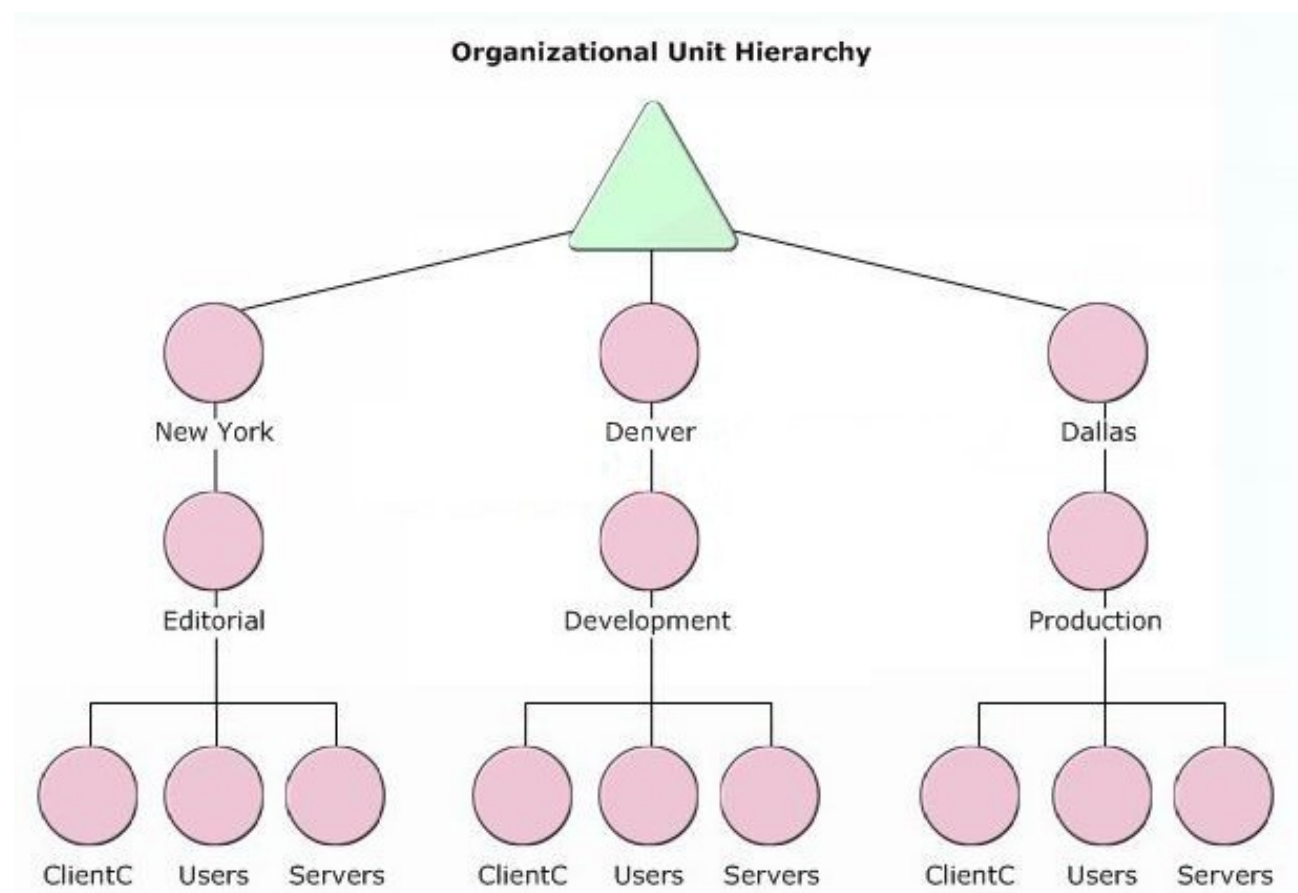 Organizational Unit Hierarchy
New York
Denver
Dallas
Editorial
Development
Production
ClientC
Users
Servers
ClientC
Users
Servers
ClientC
Users
Servers